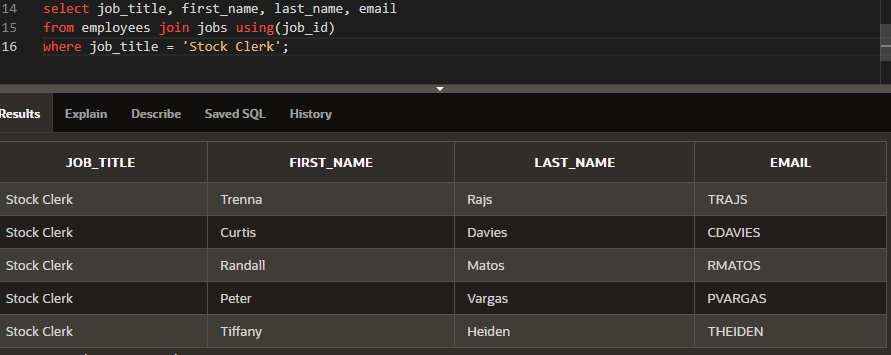 14 select job_title, first_name, last_name, email
15 from employees join jobs using(job_id)
16 where job_title = 'Stock Clerk';
Results Explain Describe Saved SQL History
JOB_TITLE FIRST_NAME LAST_NAME EMAIL
Stock Clerk Trenna Rajs TRAJS
Stock Clerk Curtis Davies CDAVIES
Stock Clerk Randall Matos RMATOS
Stock Clerk Peter Vargas PVARGAS
Stock Clerk Tiffany Heiden THEIDEN